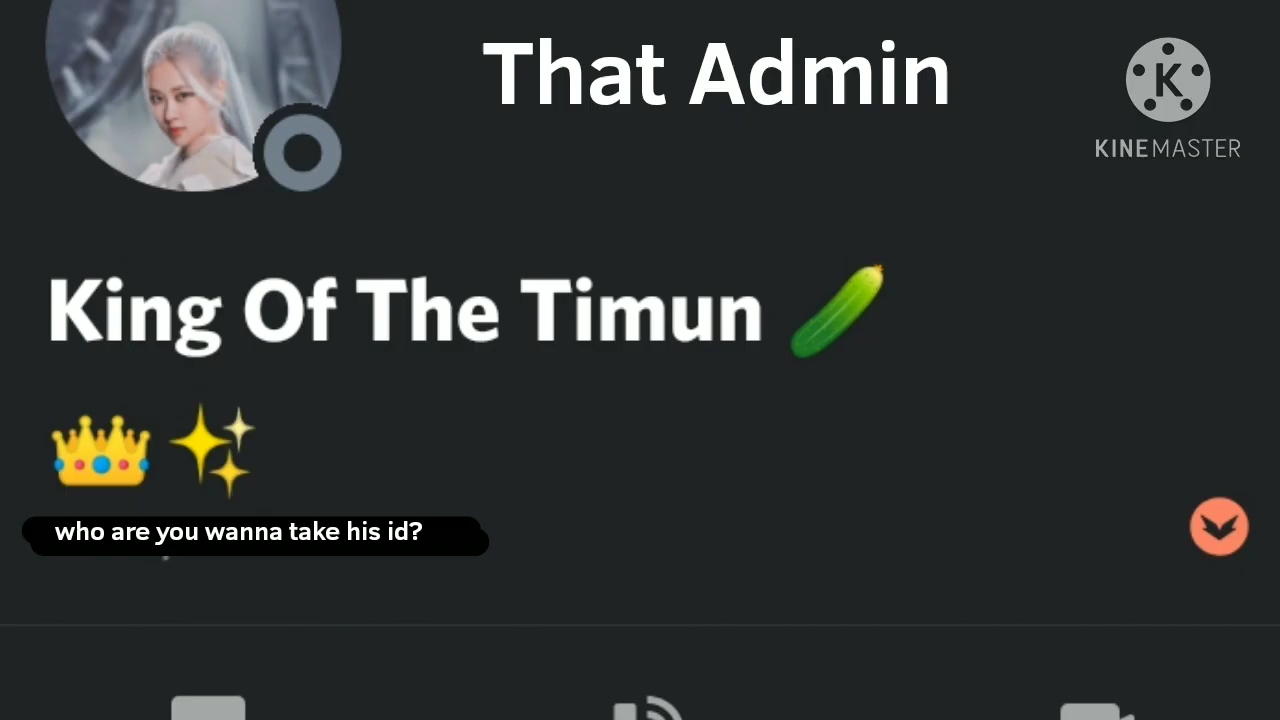 That Admin
KINEMASTER
King Of The Timun 🥒
👑✨
who are you wanna take his id?